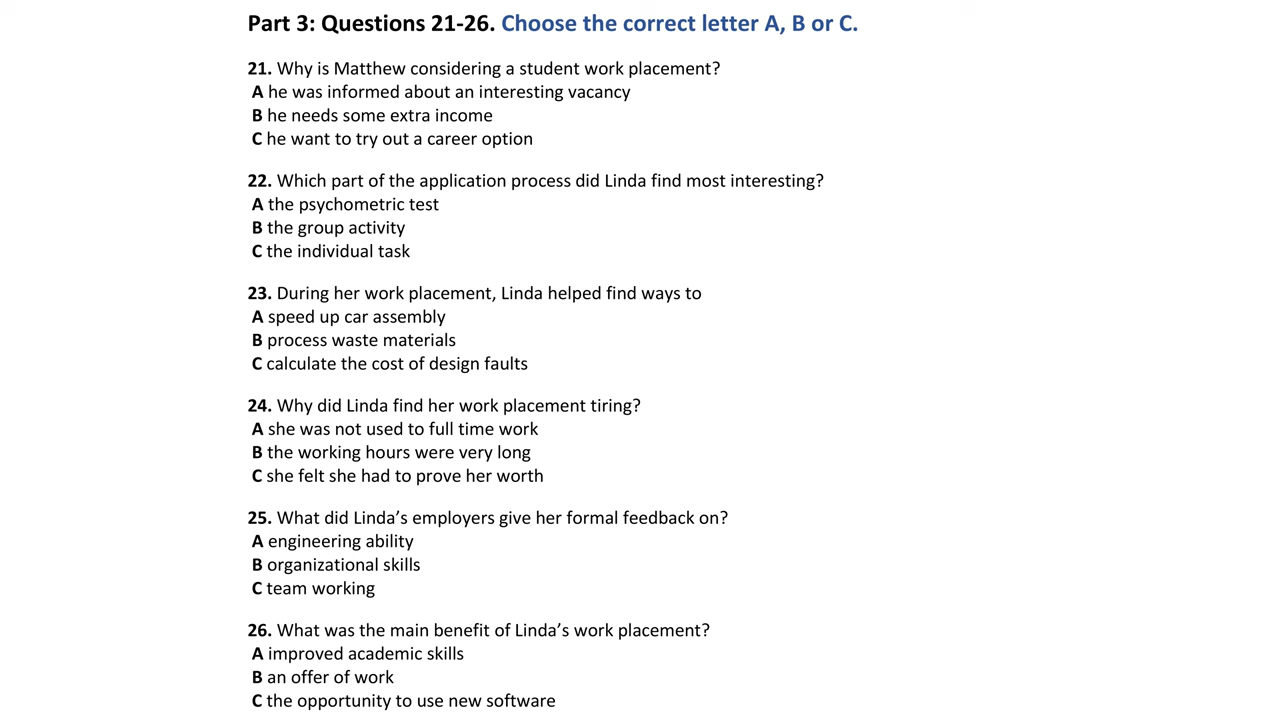 Part 3: Questions 21-26. Choose the correct letter A, B or C.
21. Why is Matthew considering a student work placement?
A he was informed about an interesting vacancy
B he needs some extra income
C he want to try out a career option
22. Which part of the application process did Linda find most interesting?
A the psychometric test
B the group activity
C the individual task
23. During her work placement, Linda helped find ways to
A speed up car assembly
B process waste materials
C calculate the cost of design faults
24. Why did Linda find her work placement tiring?
A she was not used to full time work
B the working hours were very long
C she felt she had to prove her worth
25. What did Linda’s employers give her formal feedback on?
A engineering ability
B organizational skills
C team working
26. What was the main benefit of Linda’s work placement?
A improved academic skills
B an offer of work
C the opportunity to use new software